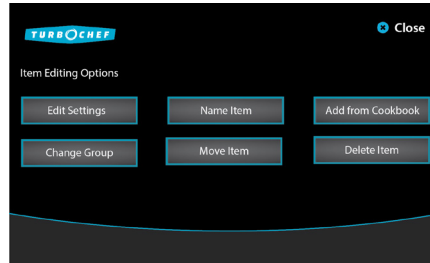 TURBOCHEF
Close
Item Editing Options
Edit Settings
Name Item
Add from Cookbook
Change Group
Move Item
Delete Item